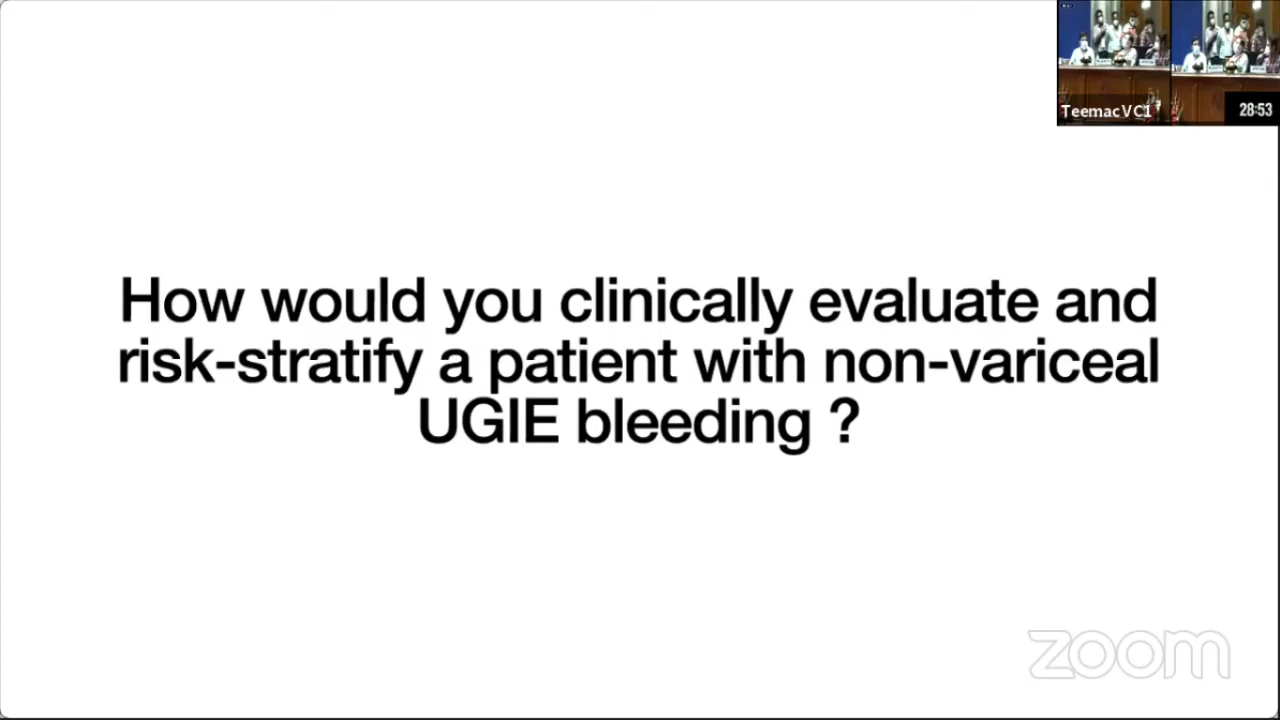 TeemacVC1
28:53
How would you clinically evaluate and
risk-stratify a patient with non-variceal
UGIE bleeding ?
zoom